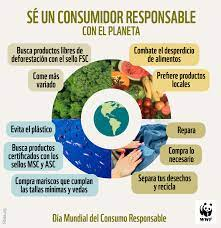 SÉ UN CONSUMIDOR RESPONSABLE
CON EL PLANETA
Busca productos libres de
deforestación con el sello FSC
Come más
variado
Evita el plástico
Busca productos
certificados con los
sellos MSC y ASC
Compra mariscos que cumplan
las tallas mínimas y vedas
Combate el desperdicio
de alimentos
Prefiere productos
locales
Repara
Compra lo
necesario
Separa tus desechos
y recicla
Día Mundial del Consumo Responsable
WWF